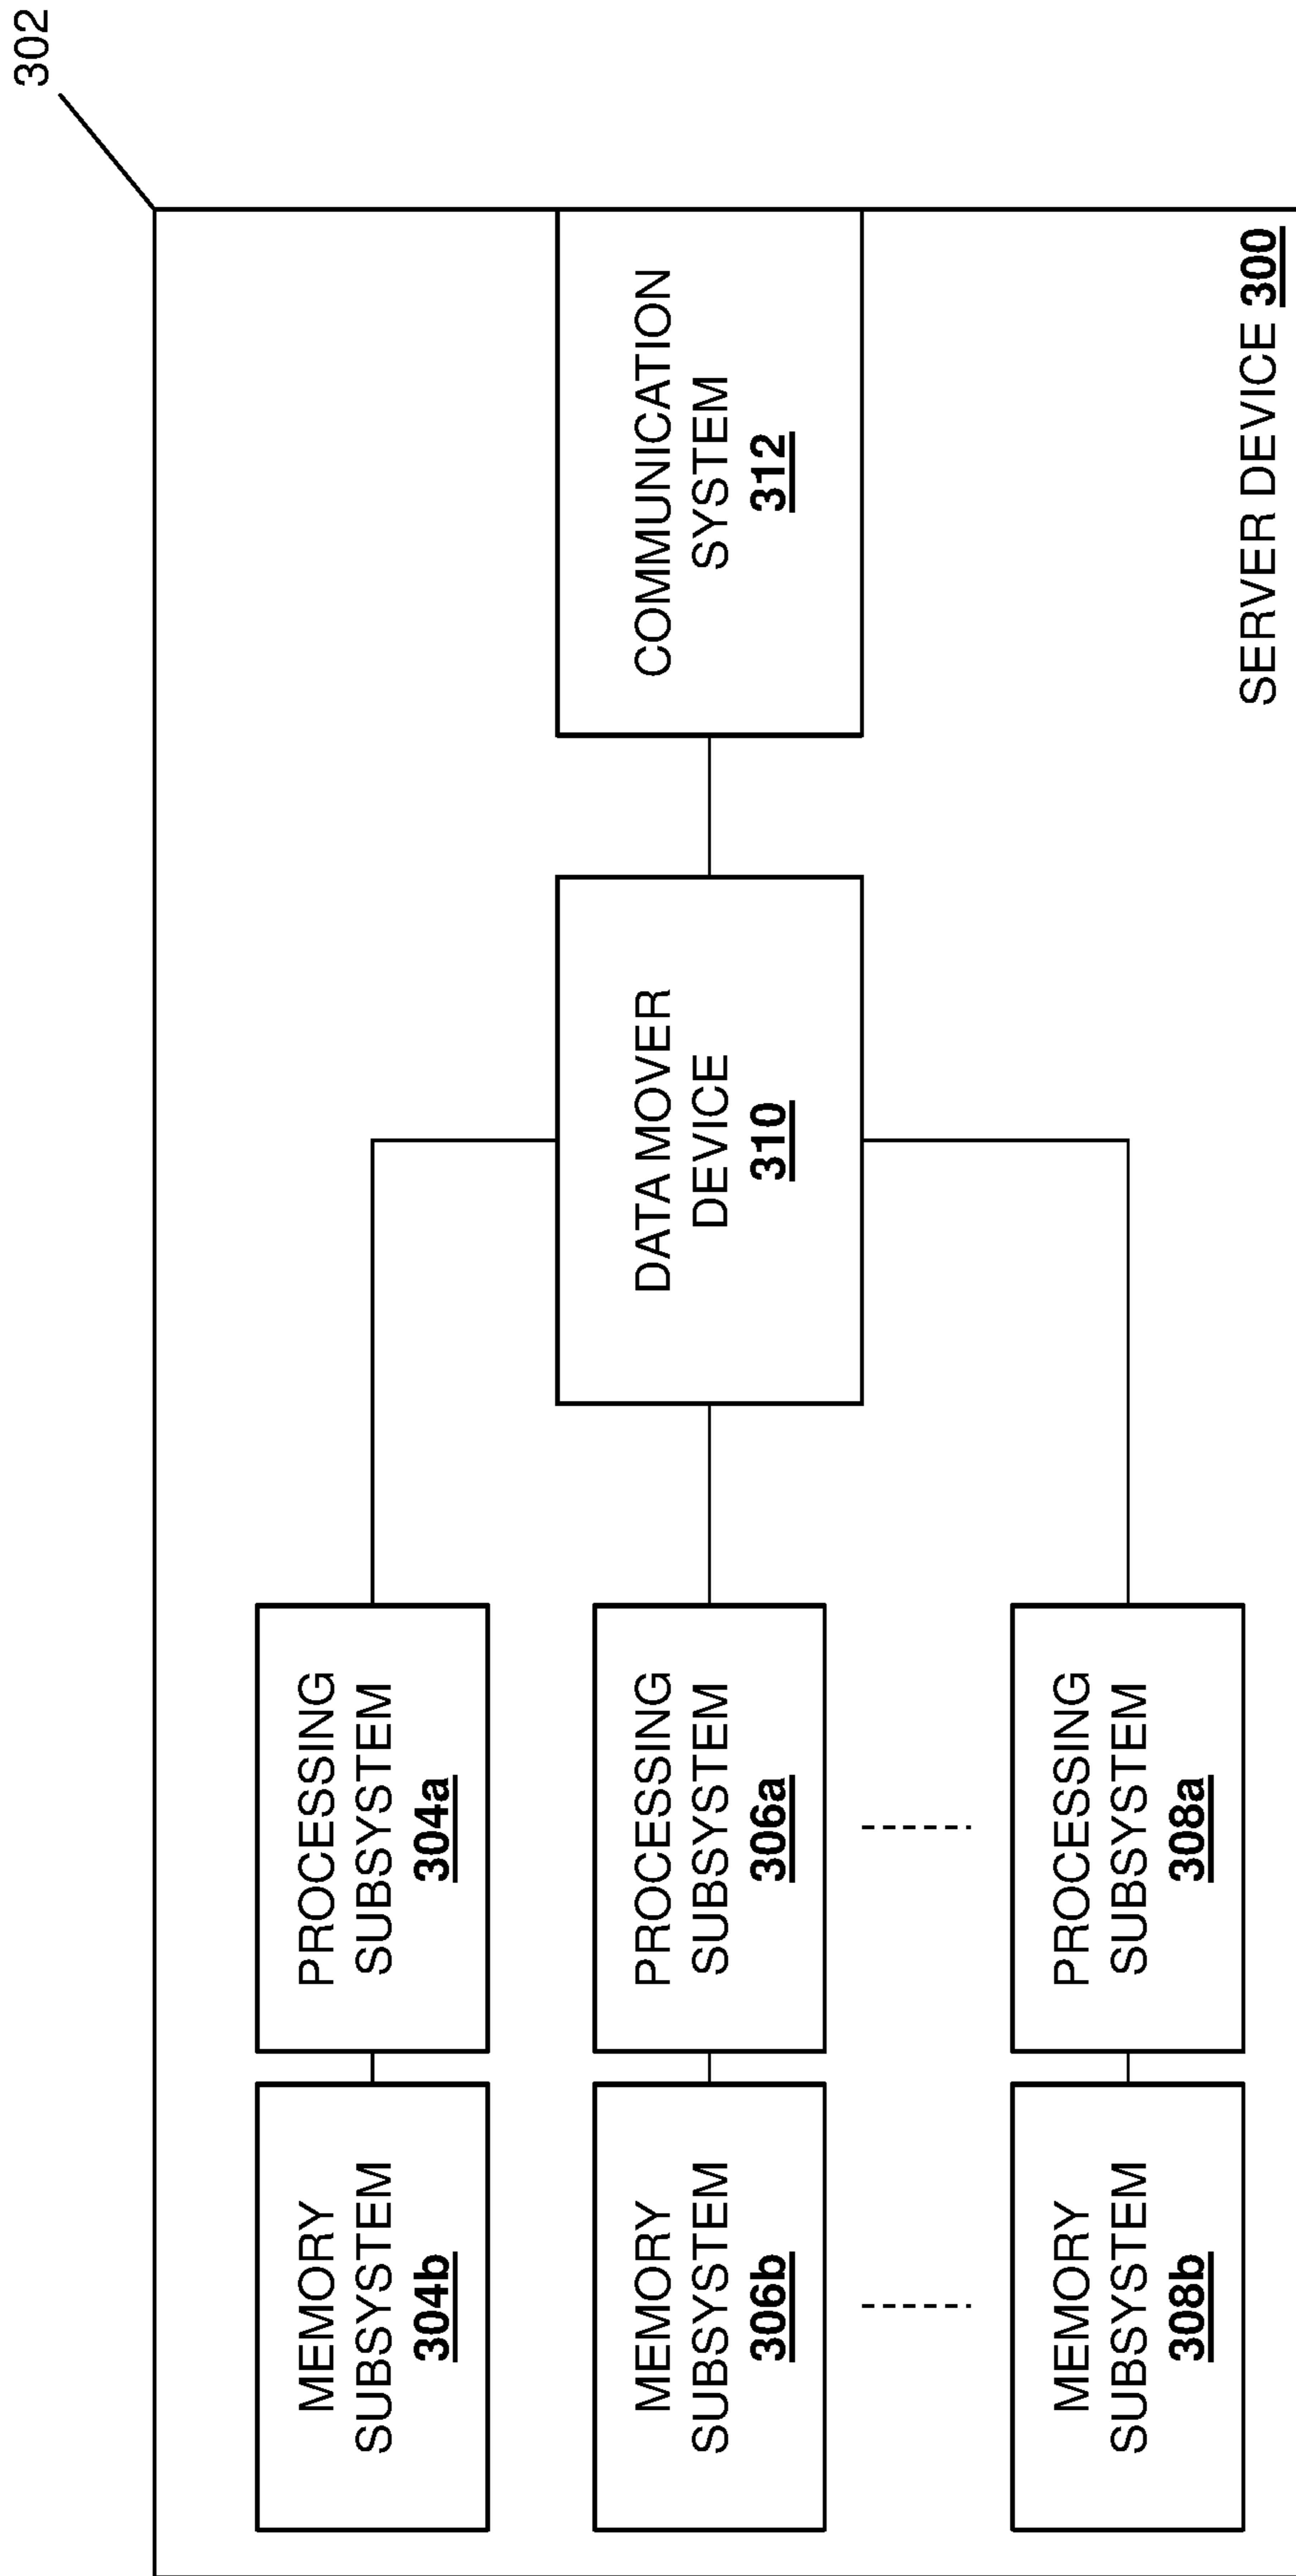 302
MEMORY
SUBSYSTEM
304b
PROCESSING
SUBSYSTEM
304a
MEMORY
SUBSYSTEM
306b
PROCESSING
SUBSYSTEM
306a
DATA MOVER
DEVICE
310
COMMUNICATION
SYSTEM
312
MEMORY
SUBSYSTEM
308b
PROCESSING
SUBSYSTEM
308a
SERVER DEVICE 300